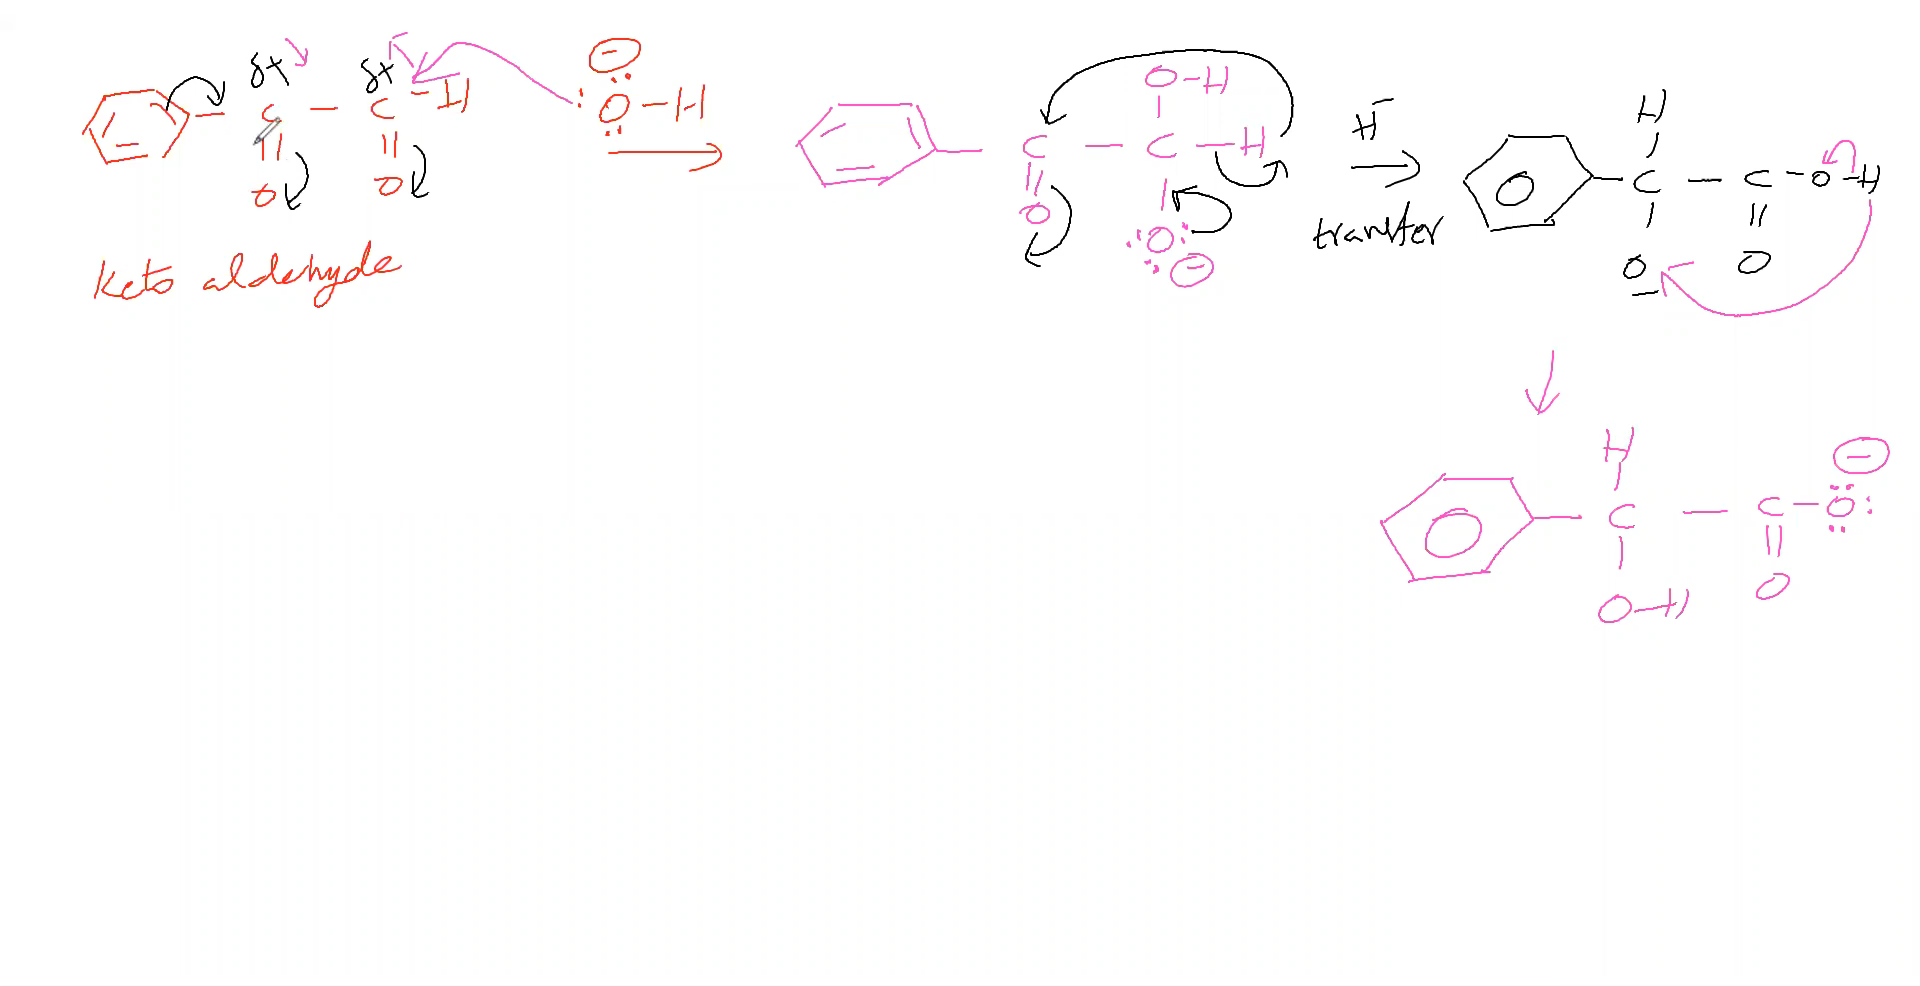 δ+ δ+
C - C - H :O - H
O O
Keto aldehyde
O - H
C - C - H
O
:O:
H⁻
transfer
H
C - C - O - H
O O
H
C - C - O:
O - H O